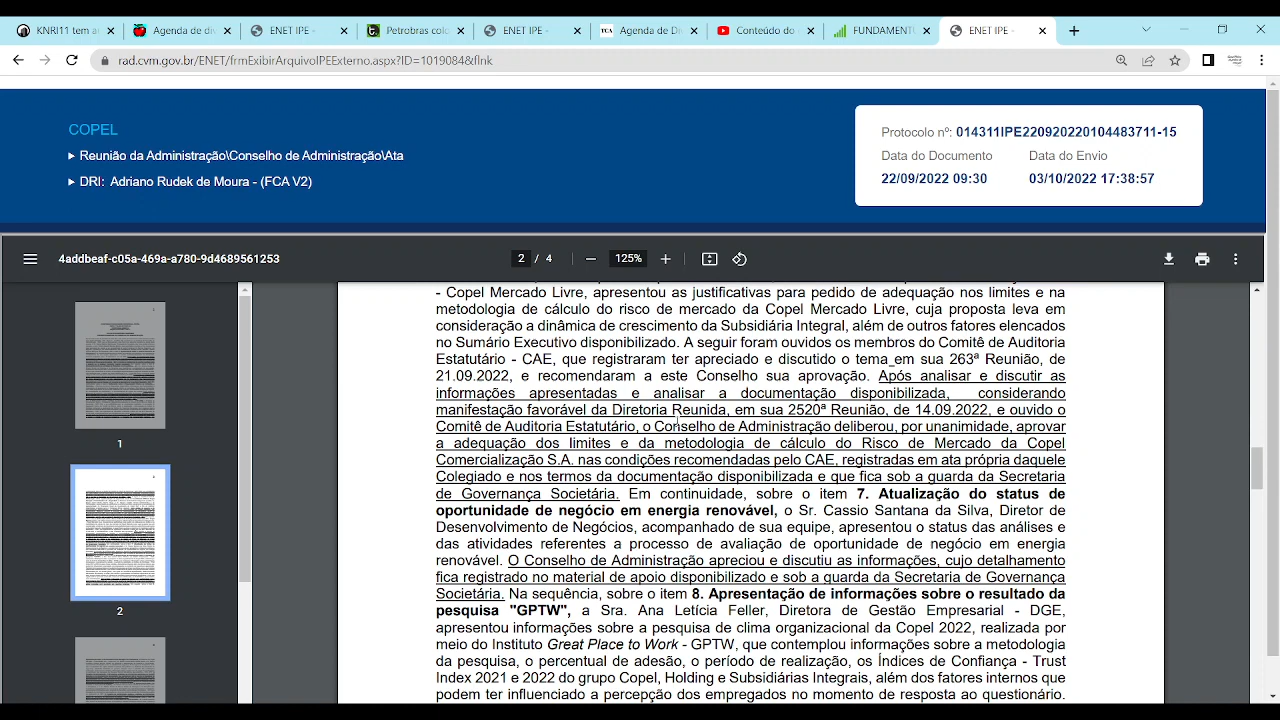 KNRI11 tem a
Agenda de di
ENET IPE -
Petrobras colo
ENET IPE -
Agenda de Di
Conteúdo do
FUNDAMENT
ENET IPE -
rad.cvm.gov.br/ENET/frmExibirArquivoIPEExterno.aspx?ID=1019084&flnk
COPEL
Reunião da Administração\Conselho de Administração\Ata
DRI: Adriano Rudek de Moura - (FCA V2)
Protocolo nº: 014311IPE220920220104483711-15
Data do Documento Data do Envio
22/09/2022 09:30 03/10/2022 17:38:57
4addbeaf-c05a-469a-a780-9d4689561253
2 / 4
125%
1
2
- Copel Mercado Livre, apresentou as justificativas para pedido de adequação nos limites e na
metodologia de cálculo do risco de mercado da Copel Mercado Livre, cuja proposta leva em
consideração a dinâmica de crescimento da Subsidiária Integral, além de outros fatores elencados
no Sumário Executivo disponibilizado. A seguir foram ouvidos os membros do Comitê de Auditoria
Estatutário - CAE, que registraram ter apreciado e discutido o tema em sua 263ª Reunião, de
21.09.2022, e recomendaram a este Conselho sua aprovação. Após analisar e discutir as
informações apresentadas e analisar a documentação disponibilizada, considerando
manifestação favorável da Diretoria Reunida, em sua 2520ª Reunião, de 14.09.2022, e ouvido o
Comitê de Auditoria Estatutário, o Conselho de Administração deliberou, por unanimidade, aprovar
a adequação dos limites e da metodologia de cálculo do Risco de Mercado da Copel
Comercialização S.A. nas condições recomendadas pelo CAE, registradas em ata própria daquele
Colegiado e nos termos da documentação disponibilizada e que fica sob a guarda da Secretaria
de Governança Societária. Em continuidade, sobre o item 7. Atualização do status de
oportunidade de negócio em energia renovável, o Sr. Cassio Santana da Silva, Diretor de
Desenvolvimento de Negócios, acompanhado de sua equipe apresentou o status das análises e
das atividades referentes a processo de avaliação de oportunidade de negócio em energia
renovável. O Conselho de Administração apreciou e discutiu as informações, cujo detalhamento
fica registrado no material de apoio disponibilizado e sob a guarda da Secretaria de Governança
Societária. Na sequência, sobre o item 8. Apresentação de informações sobre o resultado da
pesquisa "GPTW", a Sra. Ana Letícia Feller, Diretora de Gestão Empresarial - DGE,
apresentou informações sobre a pesquisa de clima organizacional da Copel 2022, realizada por
meio do Instituto Great Place to Work - GPTW, que contemplou informações sobre a metodologia
da pesquisa, o percentual de adesão, o período de realização, os Índices de Confiança - Trust
Index 2021 e 2022 do grupo Copel, Holding e Subsidiárias Integrais, além dos fatores internos que
podem ter influenciado a percepção dos empregados no momento de resposta ao questionário.